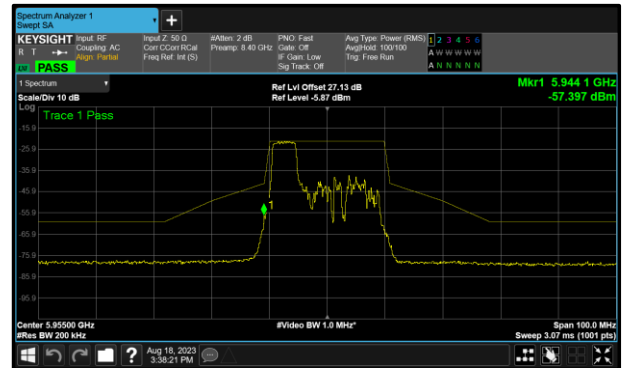 Spectrum Analyzer 1
Swept SA
+
KEYSIGHT Input: RF
R T Coupling: AC
Align: Partial
PASS
Input Z: 50 Ω
Corr CCorr RCal
Freq Ref: Int (S)
#Atten: 2 dB
Preamp: 8.40 GHz
PNO: Fast
Gate: Off
IF Gain: Low
Sig Track: Off
Avg Type: Power (RMS)
Avg|Hold: 100/100
Trig: Free Run
1 2 3 4 5 6
A W W W W W
A N N N N N
1 Spectrum
Scale/Div 10 dB
Ref Lvl Offset 27.13 dB
Ref Level -5.87 dBm
Mkr1 5.944 1 GHz
-57.397 dBm
Log
Trace 1 Pass
-15.9
-25.9
-35.9
-45.9
-55.9
-65.9
-75.9
-85.9
-95.9
1
Center 5.95500 GHz
#Res BW 200 kHz
#Video BW 1.0 MHz*
Span 100.0 MHz
Sweep 3.07 ms (1001 pts)
?
Aug 18, 2023
3:38:21 PM